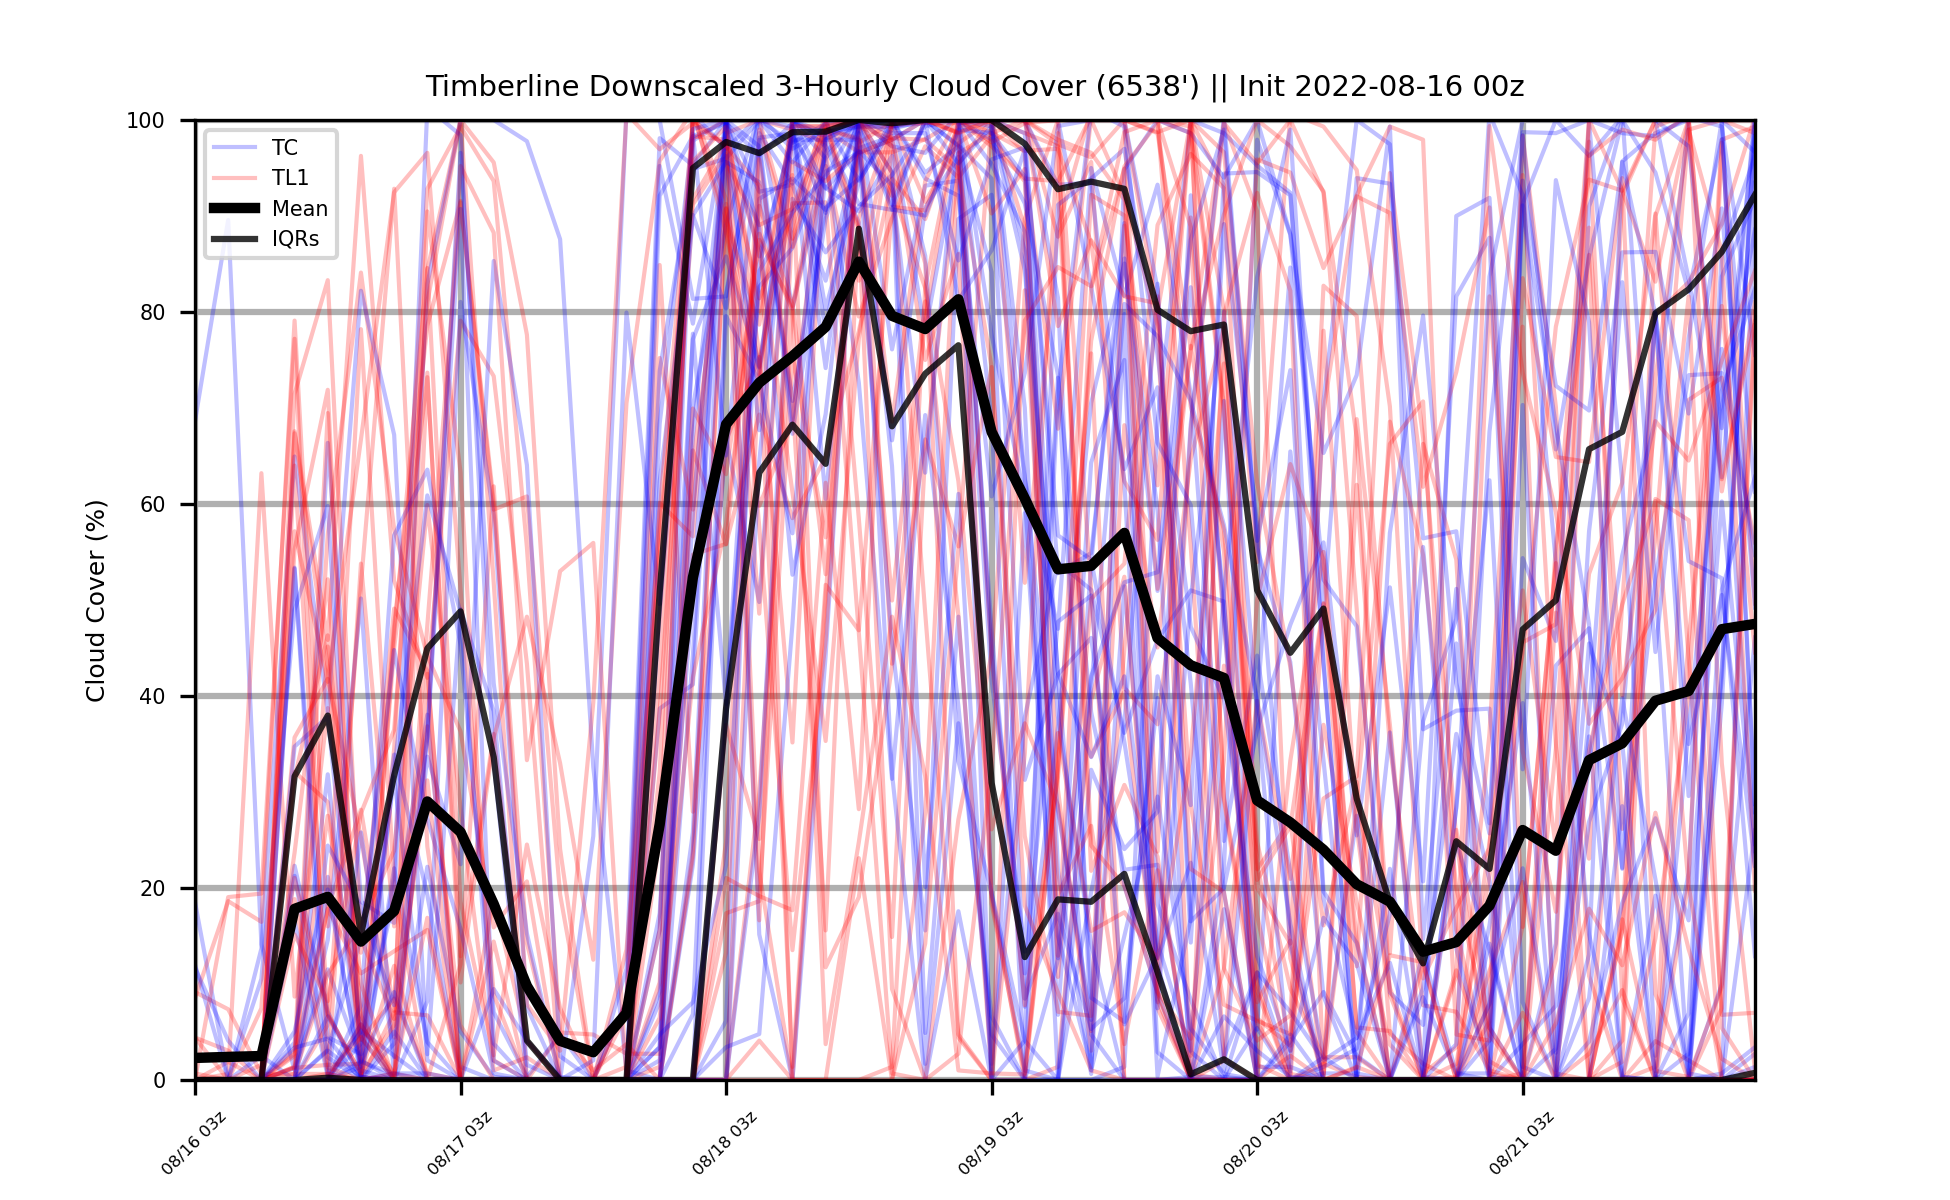 Timberline Downscaled 3-Hourly Cloud Cover (6538') || Init 2022-08-16 00z
100
80
60
40
20
0
Cloud Cover (%)
TC
TL1
Mean
IQRs
08/16 03z
08/17 03z
08/18 03z
08/19 03z
08/20 03z
08/21 03z